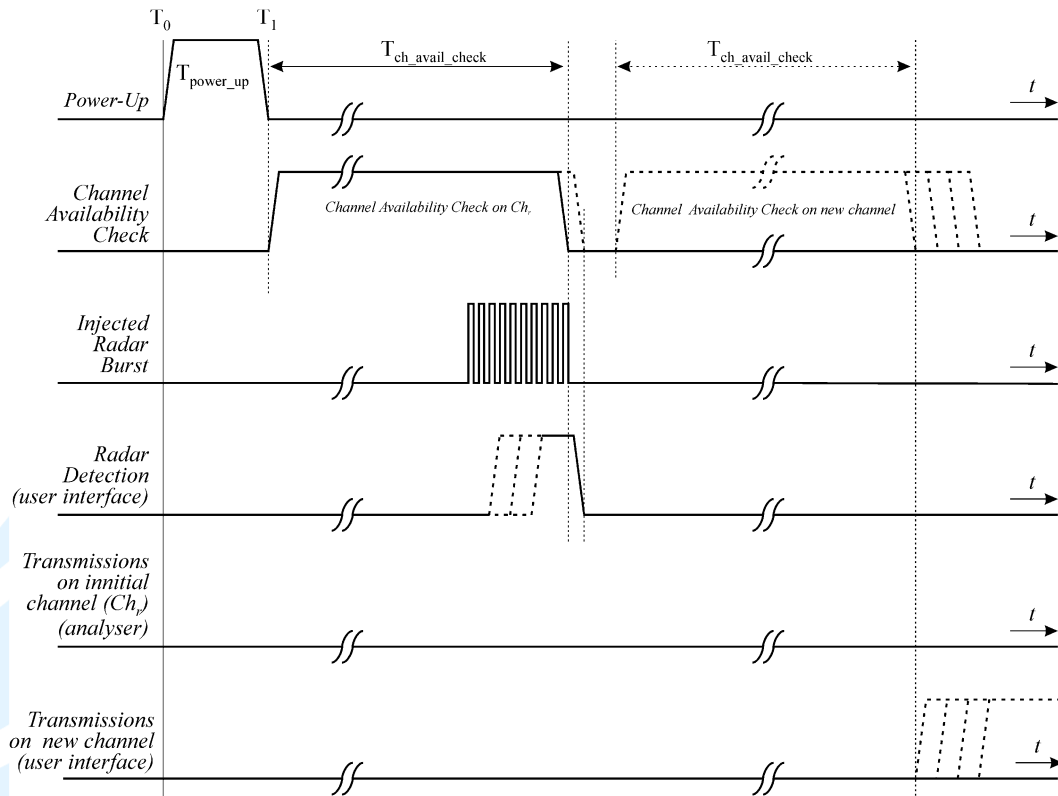 T0 T1
Tch_avail_check Tch_avail_check
Tpower_up
Power-Up
t
Channel
Availability
Check
Channel Availability Check on Chr
Channel Availability Check on new channel
t
Injected
Radar
Burst
t
Radar
Detection
(user interface)
t
Transmissions
on innitial
channel (Chr)
(analyser)
t
Transmissions
on new channel
(user interface)
t